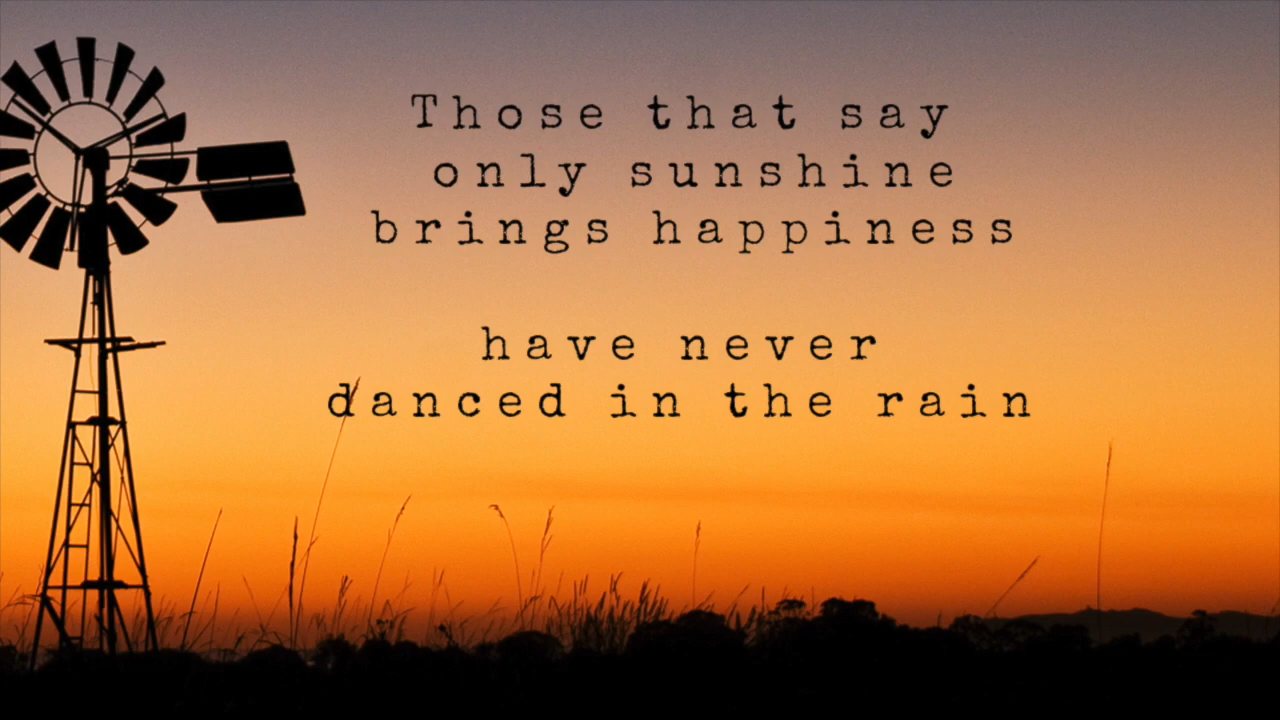 Those that say
only sunshine
brings happiness
have never
danced in the rain